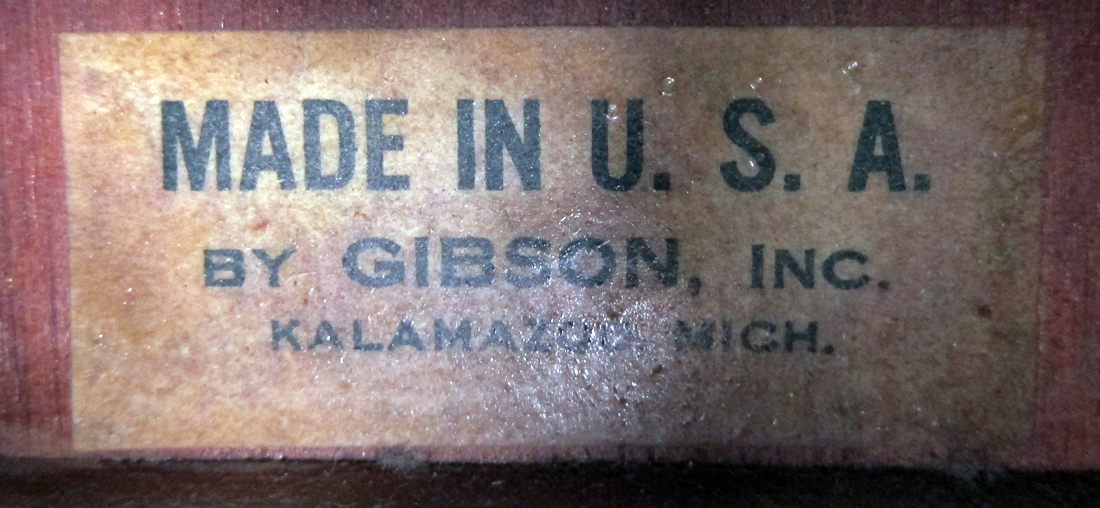 MADE IN U. S. A.
BY GIBSON, INC.
KALAMAZOO, MICH.